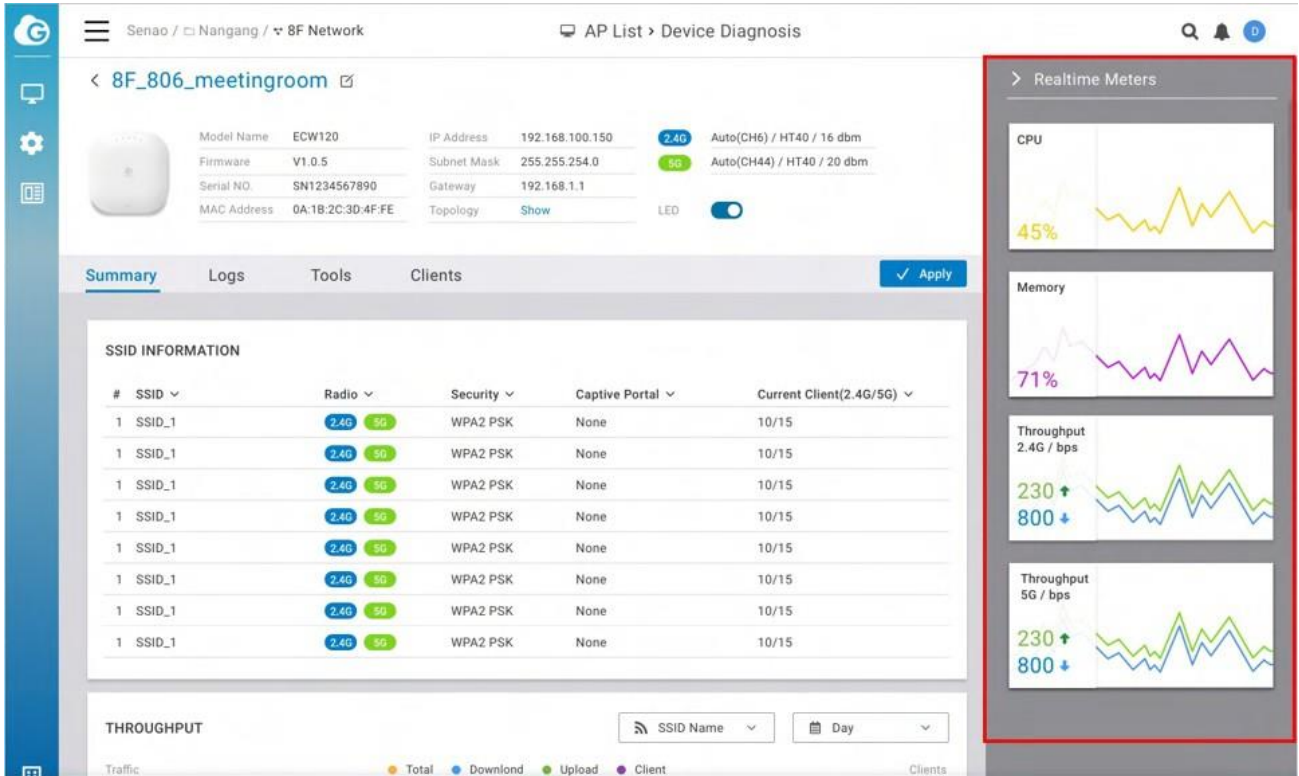 Senao / Nangang / 8F Network
AP List > Device Diagnosis
D
< 8F_806_meetingroom
Model Name ECW120
Firmware V1.0.5
Serial NO. SN1234567890
MAC Address 0A:1B:2C:3D:4F:FE
IP Address 192.168.100.150
Subnet Mask 255.255.254.0
Gateway 192.168.1.1
Topology Show
2.4G Auto(CH6) / HT40 / 16 dbm
5G Auto(CH44) / HT40 / 20 dbm
LED
Summary Logs Tools Clients
Apply
SSID INFORMATION
# SSID Radio Security Captive Portal Current Client(2.4G/5G)
1 SSID_1 2.4G 5G WPA2 PSK None 10/15
1 SSID_1 2.4G 5G WPA2 PSK None 10/15
1 SSID_1 2.4G 5G WPA2 PSK None 10/15
1 SSID_1 2.4G 5G WPA2 PSK None 10/15
1 SSID_1 2.4G 5G WPA2 PSK None 10/15
1 SSID_1 2.4G 5G WPA2 PSK None 10/15
1 SSID_1 2.4G 5G WPA2 PSK None 10/15
1 SSID_1 2.4G 5G WPA2 PSK None 10/15
THROUGHPUT
SSID Name
Day
Traffic
Total Downlond Upload Client
Clients
> Realtime Meters
CPU
45%
Memory
71%
Throughput
2.4G / bps
230
800
Throughput
5G / bps
230
800